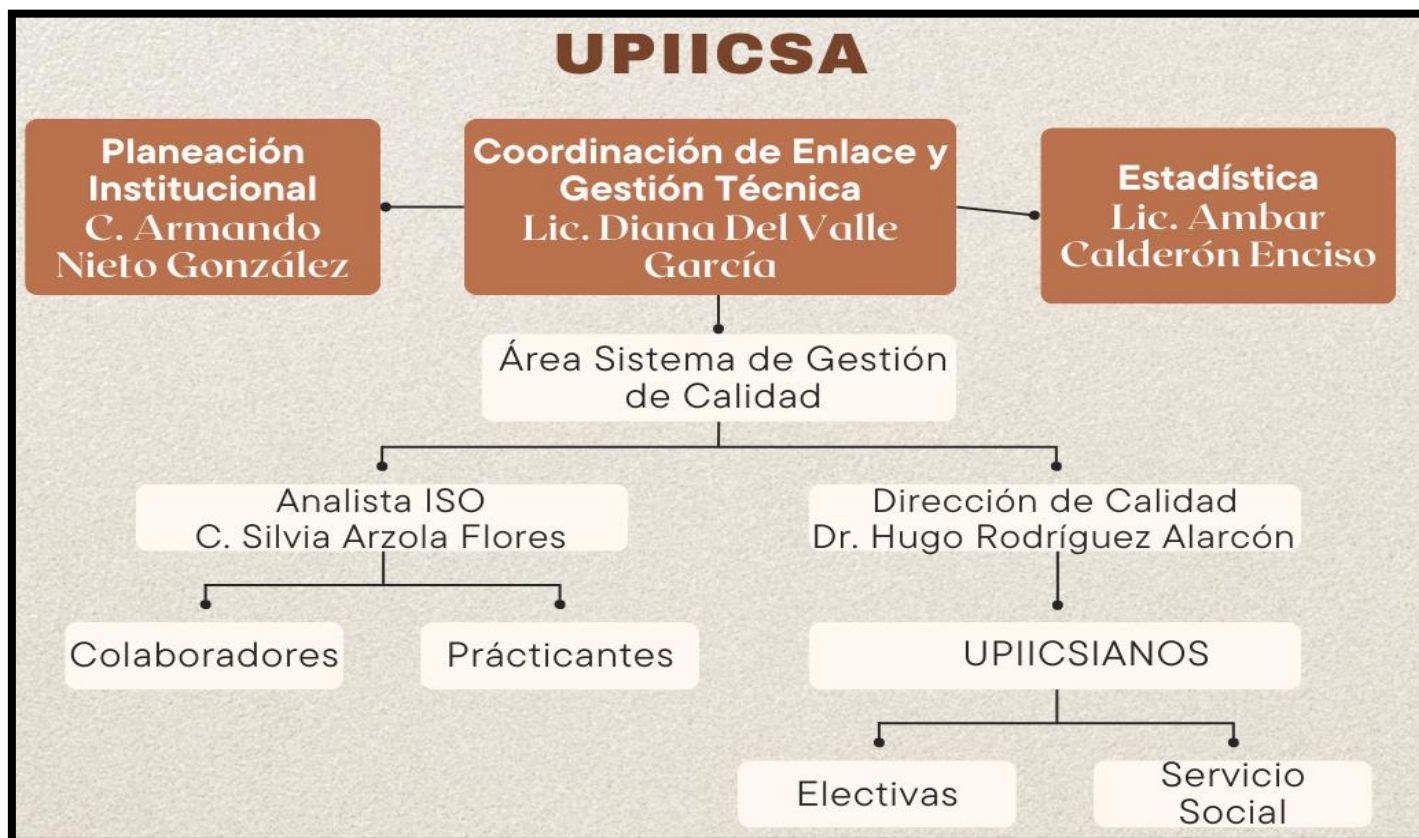 UPIICSA
Planeación
Institucional
C. Armando
Nieto González
Coordinación de Enlace y
Gestión Técnica
Lic. Diana Del Valle
García
Estadística
Lic. Ambar
Calderón Enciso
Área Sistema de Gestión
de Calidad
Analista ISO
C. Silvia Arzola Flores
Dirección de Calidad
Dr. Hugo Rodríguez Alarcón
Colaboradores
Prácticantes
UPIICSIANOS
Electivas
Servicio
Social